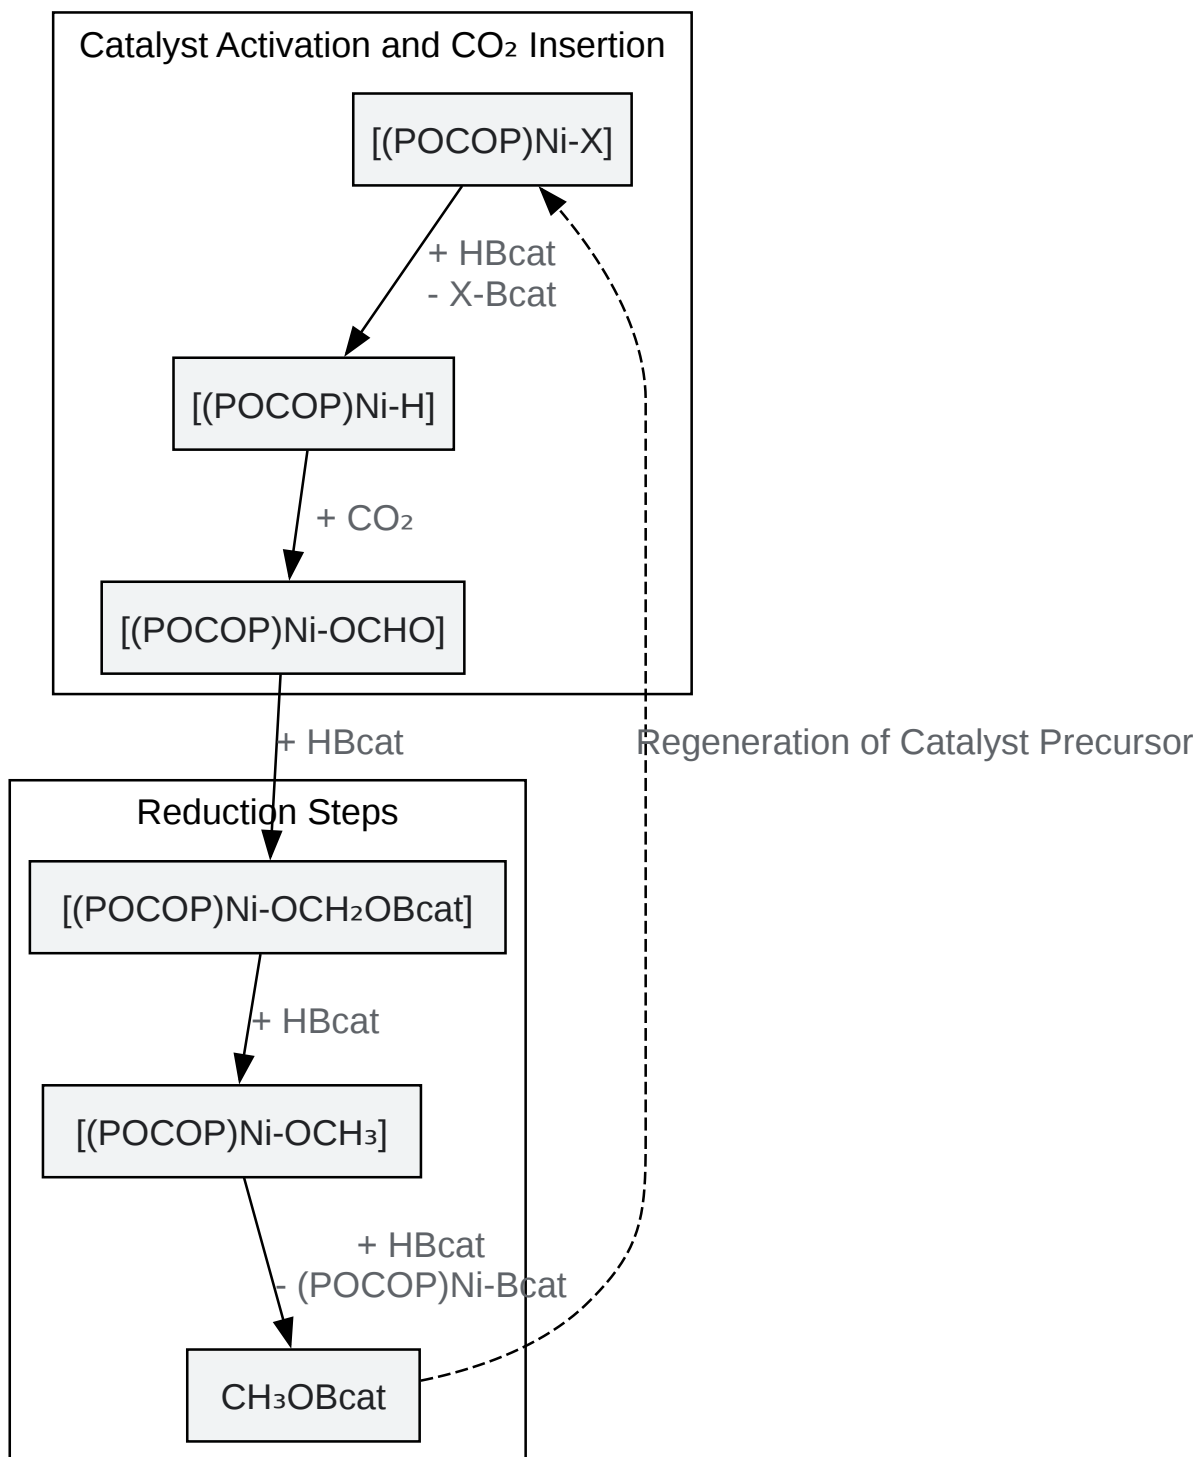 Catalyst Activation and CO₂ Insertion
[(POCOP)Ni-X]
+ HBcat
- X-Bcat
[(POCOP)Ni-H]
+ CO₂
[(POCOP)Ni-OCHO]
+ HBcat
Regeneration of Catalyst Precursor
Reduction Steps
[(POCOP)Ni-OCH₂OBcat]
+ HBcat
[(POCOP)Ni-OCH₃]
+ HBcat
- (POCOP)Ni-Bcat
CH₃OBcat